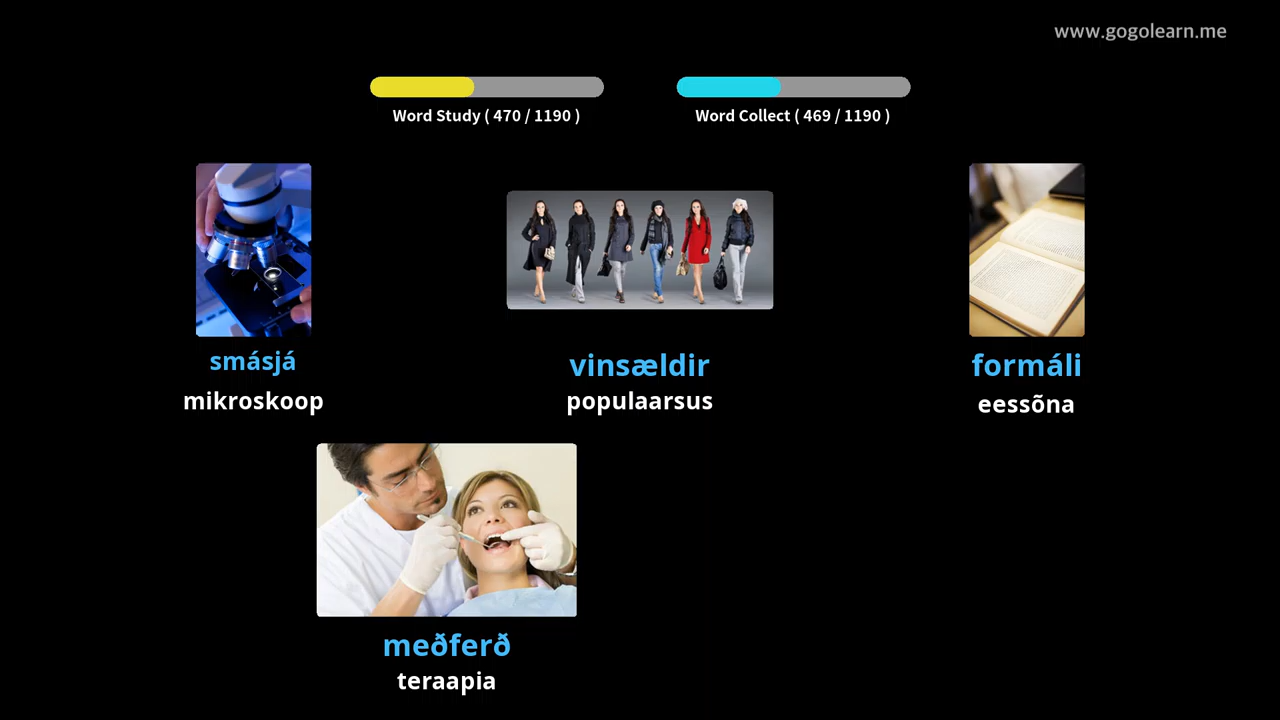 www.gogolearn.me
Word Study ( 470 / 1190 )
Word Collect ( 469 / 1190 )
smásjá
mikroskoop
vinsældir
populaarsus
formáli
eessõna
meðferð
teraapia